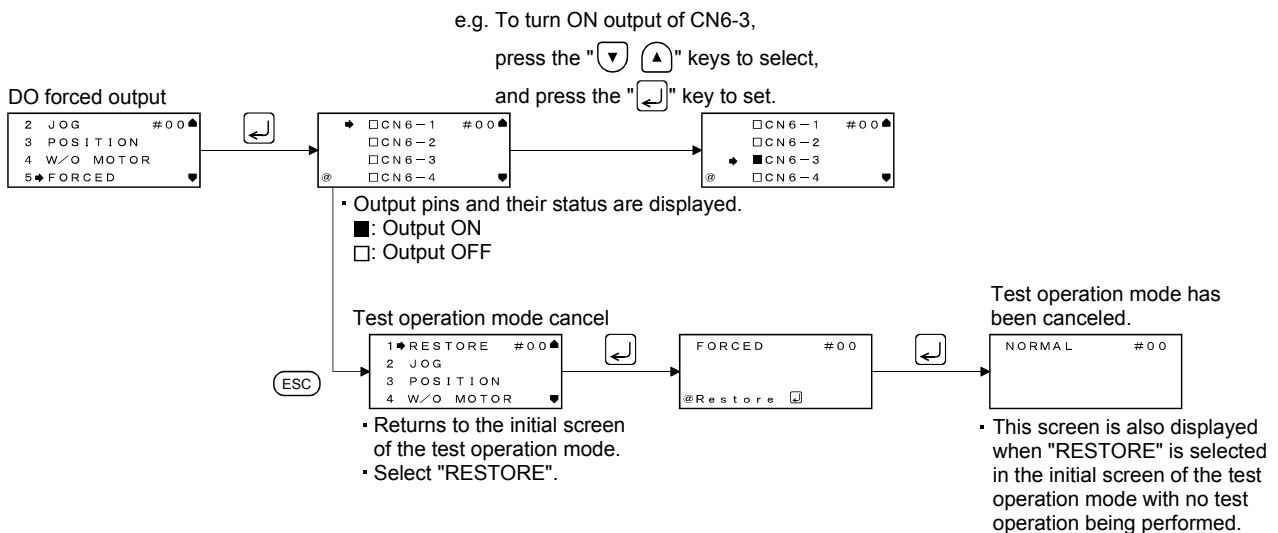 e.g. To turn ON output of CN6-3,
press the "▼ ▲" keys to select,
and press the "↵" key to set.
DO forced output
2 JOG #00
3 POSITION
4 W/O MOTOR
5 FORCED
□CN6-1 #00
□CN6-2
□CN6-3
@ □CN6-4
□CN6-1 #00
□CN6-2
■CN6-3
@ □CN6-4
▪ Output pins and their status are displayed.
■: Output ON
□: Output OFF
Test operation mode cancel
ESC
1 RESTORE #00
2 JOG
3 POSITION
4 W/O MOTOR
▪ Returns to the initial screen
of the test operation mode.
▪ Select "RESTORE".
FORCED #00
@Restore ↵
Test operation mode has
been canceled.
NORMAL #00
▪ This screen is also displayed
when "RESTORE" is selected
in the initial screen of the test
operation mode with no test
operation being performed.